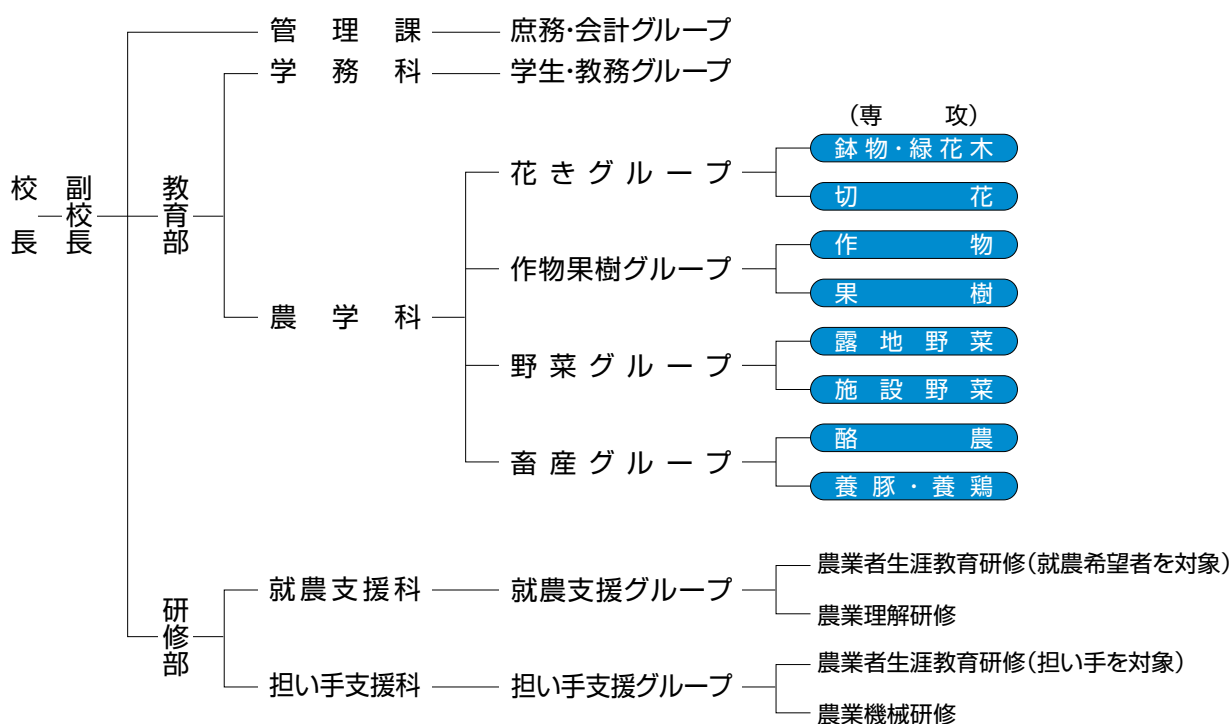 校長
副校長
管理課
庶務・会計グループ
教育部
学務科
学生・教務グループ
農学科
(専攻)
花きグループ
鉢物・緑花木
切花
作物果樹グループ
作物
果樹
野菜グループ
露地野菜
施設野菜
畜産グループ
酪農
養豚・養鶏
研修部
就農支援科
就農支援グループ
農業者生涯教育研修(就農希望者を対象)
農業理解研修
担い手支援科
担い手支援グループ
農業者生涯教育研修(担い手を対象)
農業機械研修